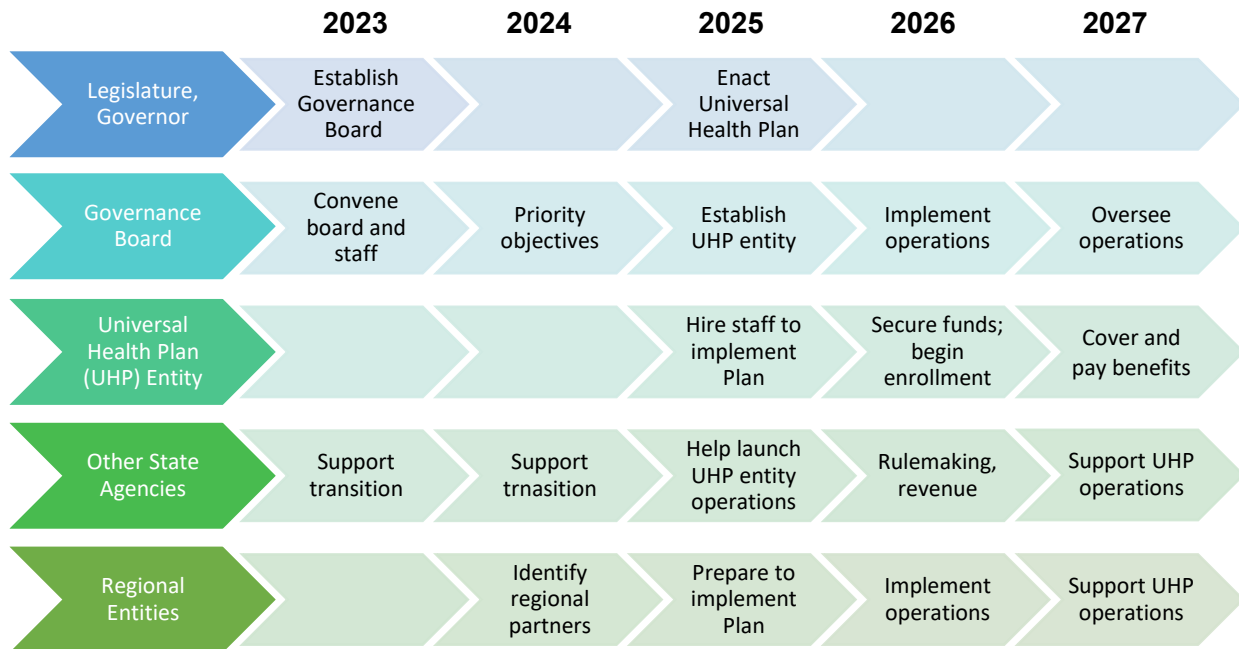 2023 2024 2025 2026 2027
Legislature,
Governor
Establish
Governance
Board
Enact
Universal
Health Plan
Governance
Board
Convene
board and
staff
Priority
objectives
Establish
UHP entity
Implement
operations
Oversee
operations
Universal
Health Plan
(UHP) Entity
Hire staff to
implement
Plan
Secure funds;
begin
enrollment
Cover and
pay benefits
Other State
Agencies
Support
transition
Support
trnasition
Help launch
UHP entity
operations
Rulemaking,
revenue
Support UHP
operations
Regional
Entities
Identify
regional
partners
Prepare to
implement
Plan
Implement
operations
Support UHP
operations